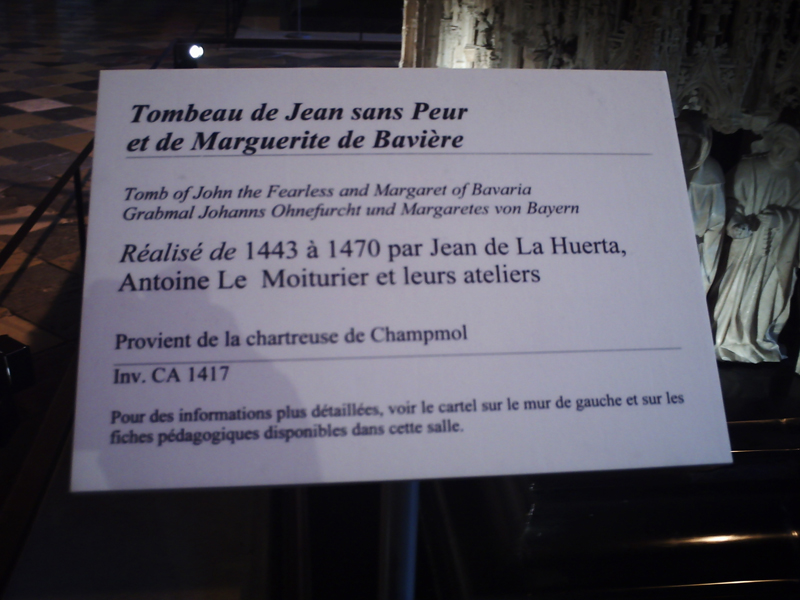 Tombeau de Jean sans Peur
et de Marguerite de Bavière
Tomb of John the Fearless and Margaret of Bavaria
Grabmal Johanns Ohnefurcht und Margaretes von Bayern
Réalisé de 1443 à 1470 par Jean de La Huerta,
Antoine Le Moiturier et leurs ateliers
Provient de la chartreuse de Champmol
Inv. CA 1417
Pour des informations plus détaillées, voir le cartel sur le mur de gauche et sur les
fiches pédagogiques disponibles dans cette salle.